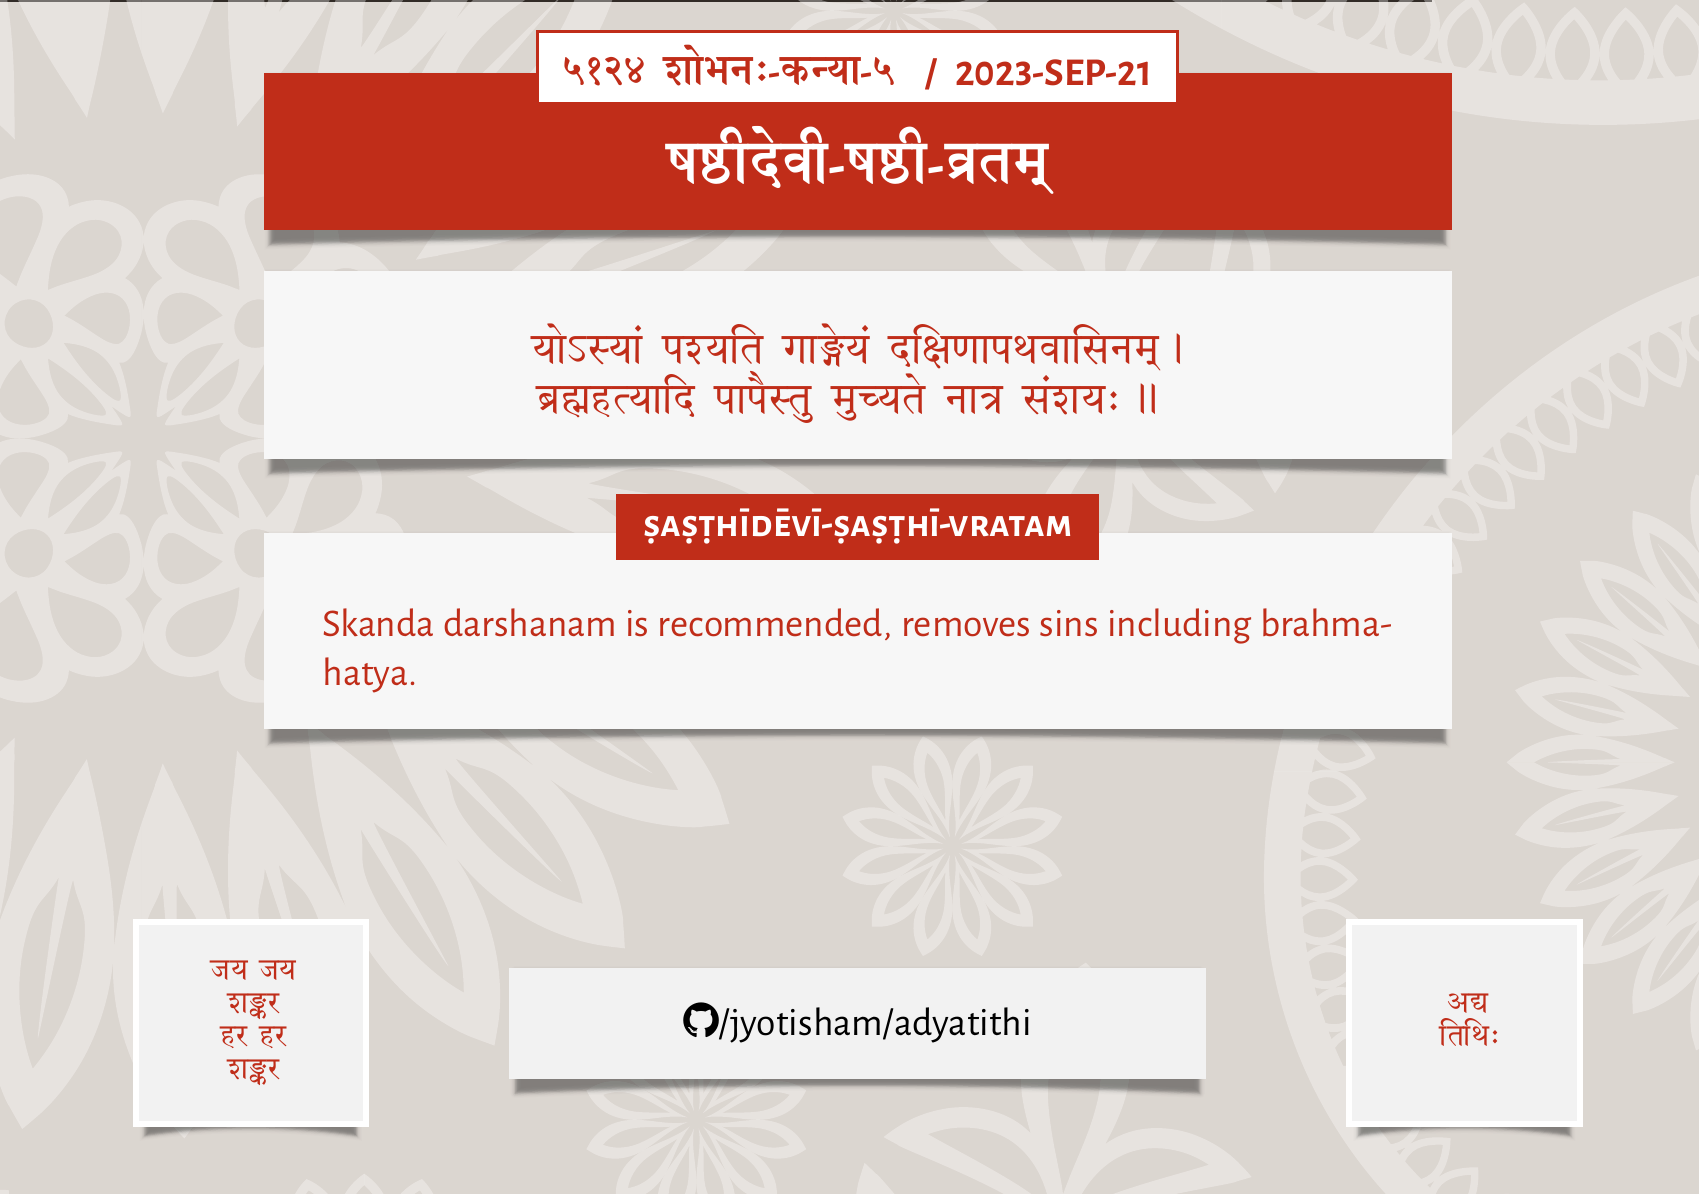 ५१२४ शोभनः-कन्या-५ / 2023-SEP-21
षष्ठीदेवी-षष्ठी-व्रतम्
योऽस्यां पश्यति गाङ्गेयं दक्षिणापथवासिनम् ।
ब्रह्महत्यादि पापैस्तु मुच्यते नात्र संशयः ॥
ṢAṢṬHĪDĒVĪ-ṢAṢṬHĪ-VRATAM
Skanda darshanam is recommended, removes sins including brahma-
hatya.
जय जय
शङ्कर
हर हर
शङ्कर
/jyotisham/adyatithi
अद्य
तिथिः